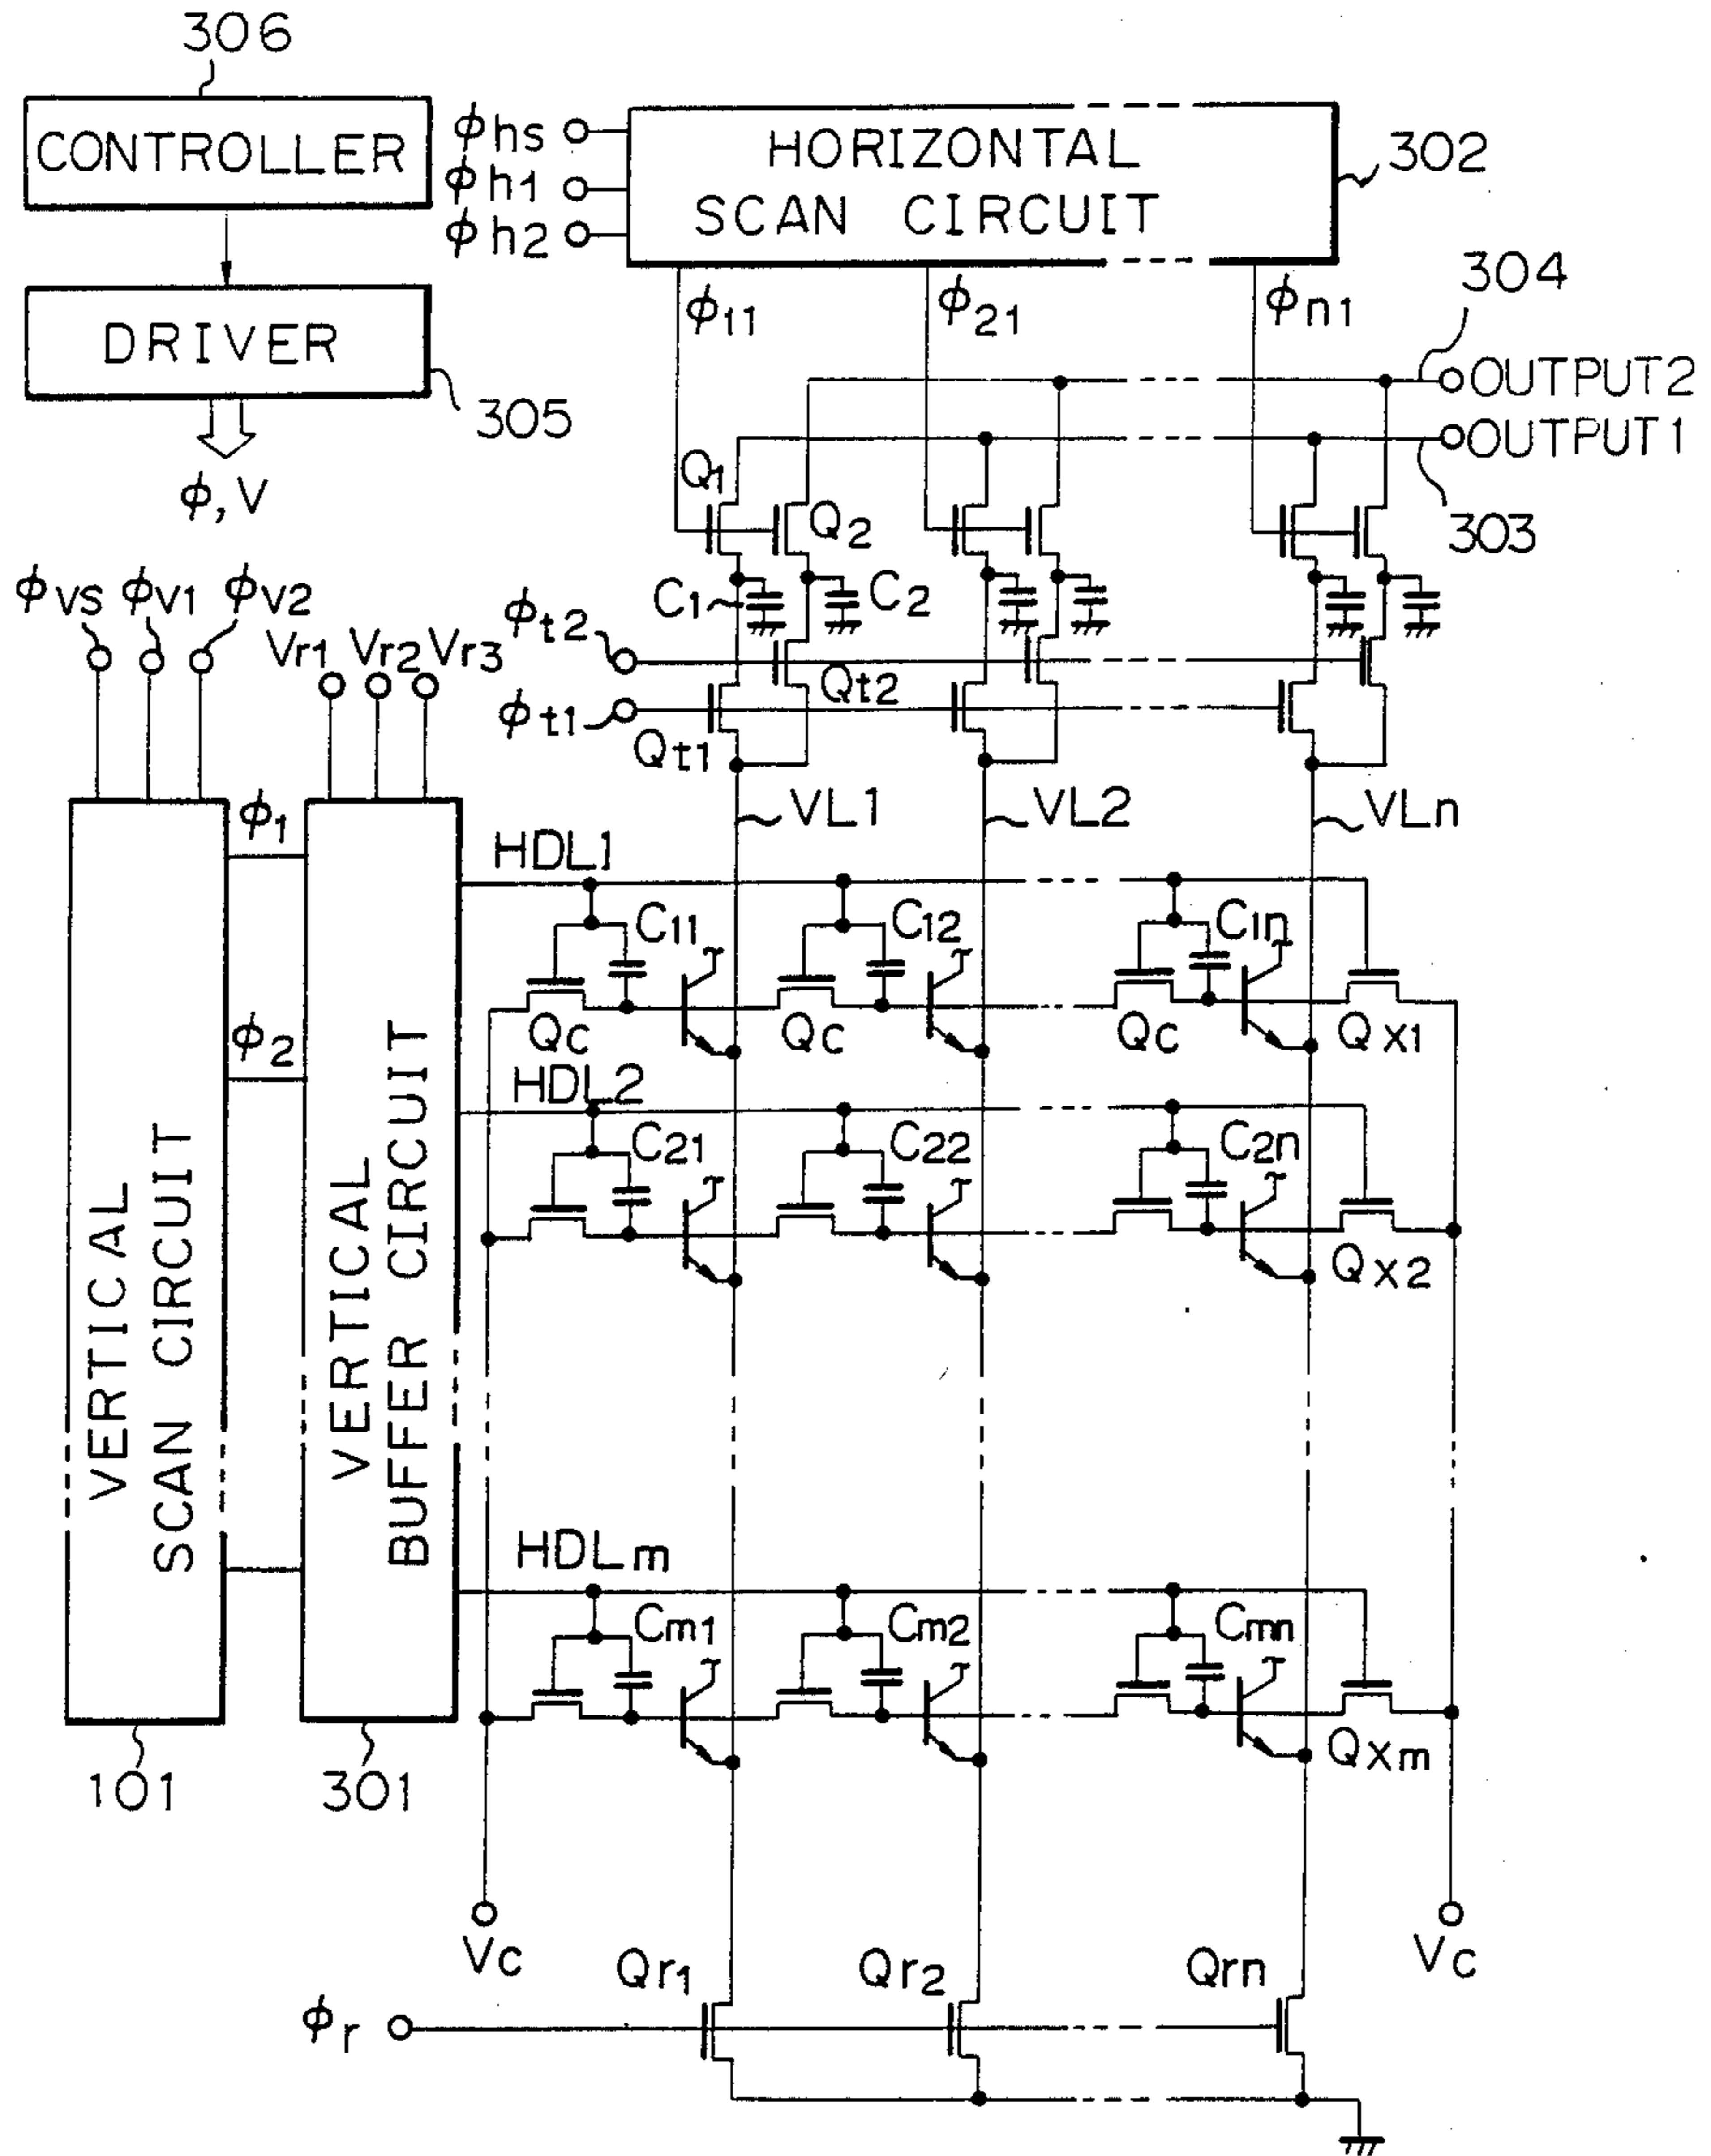 306
CONTROLLER
DRIVER
305
ϕ, V
ϕhs
ϕh1
ϕh2
HORIZONTAL
SCAN CIRCUIT
302
ϕ11
ϕ21
ϕn1
304
OUTPUT2
OUTPUT1
303
Q1
Q2
C1
C2
ϕt2
ϕt1
Qt2
Qt1
ϕvs
ϕv1
ϕv2
Vr1
Vr2
Vr3
VL1
VL2
VLn
ϕ1
ϕ2
VERTICAL
SCAN CIRCUIT
101
VERTICAL
BUFFER CIRCUIT
301
HDL1
C11
C12
C1n
Qc
Qc
Qc
Qx1
HDL2
C21
C22
C2n
Qx2
HDLm
Cm1
Cm2
Cmn
Qxm
Vc
Vc
Qr1
Qr2
Qrn
ϕr